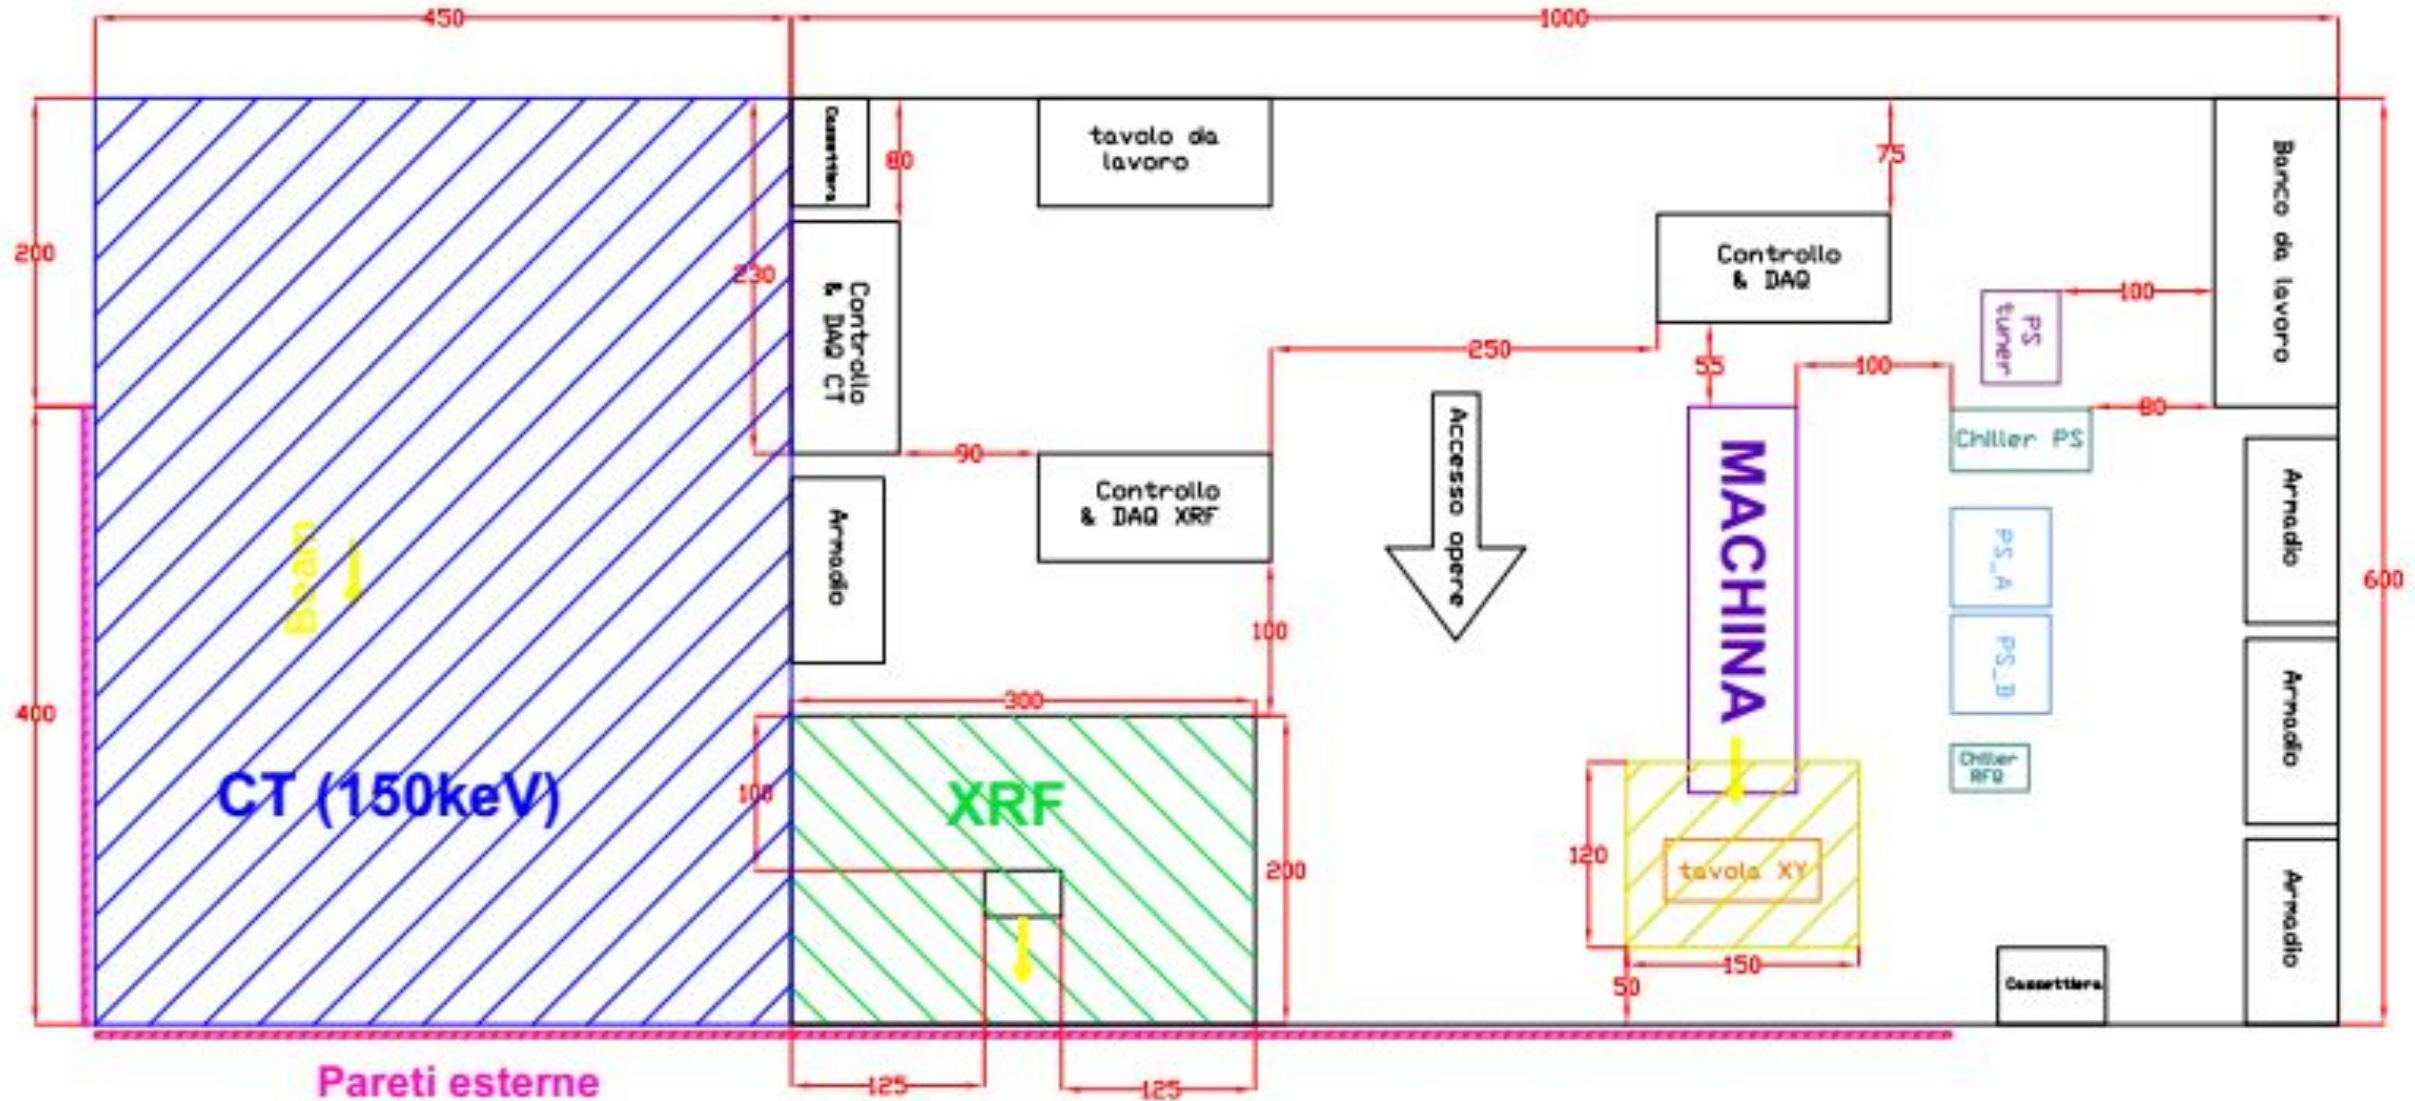 450
1000
Cassettiera
80
tavolo da
lavoro
75
Banco da lavoro
200
230
Controllo
& DAQ CT
Controllo
& DAQ
PS
tuner
100
250
55
100
80
Accesso opere
MACHINA
Chiller PS
90
Controllo
& DAQ XRF
Armadio
Armadio
PS_A
Beam
600
100
PS_B
Armadio
400
300
CT (150keV)
100
XRF
Chiller
RFQ
120
tavola XY
200
Armadio
150
50
Cassettiera
Pareti esterne
125
125